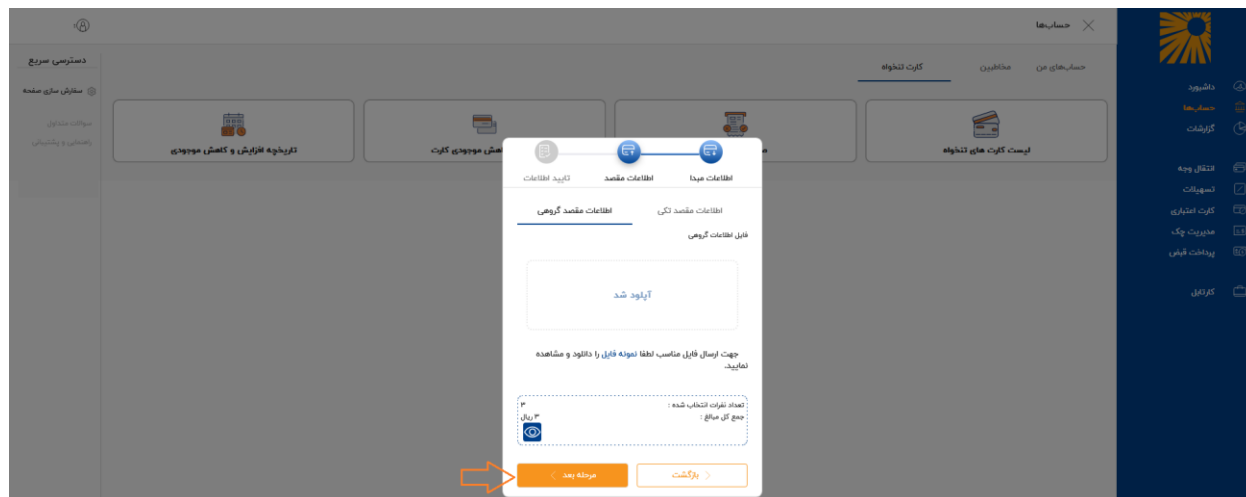 حساب‌ها
حساب‌های من
مخاطبین
کارت تنخواه
داشبورد
حساب‌ها
گزارشات
انتقال وجه
تسهیلات
کارت اعتباری
مدیریت چک
پرداخت قبض
کارتابل
لیست کارت های تنخواه
کاهش موجودی کارت
تاریخچه افزایش و کاهش موجودی
دسترسی سریع
سفارش سازی صفحه
سوالات متداول
راهنمایی و پشتیبانی
اطلاعات مبدا
اطلاعات مقصد
تایید اطلاعات
اطلاعات مقصد تکی
اطلاعات مقصد گروهی
فایل اطلاعات گروهی
آپلود شد
جهت ارسال فایل مناسب لطفا نمونه فایل را دانلود و مشاهده
نمایید.
تعداد نفرات انتخاب شده : ۳
جمع کل مبالغ : ۳ ریال
بازگشت
مرحله بعد